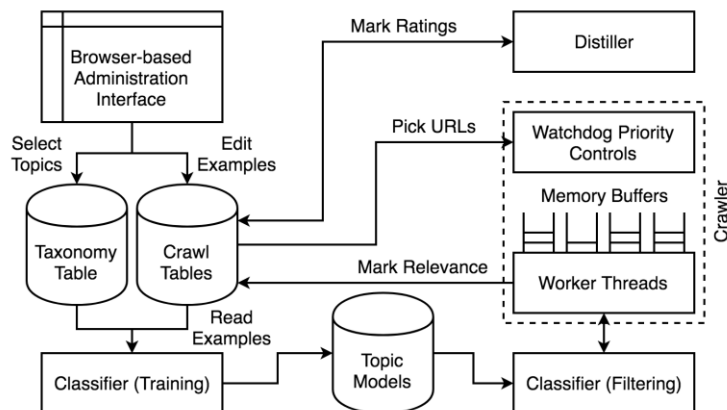 Browser-based
Administration
Interface
Mark Ratings
Distiller
Select
Topics
Edit
Examples
Pick URLs
Watchdog Priority
Controls
Memory Buffers
Crawler
Taxonomy
Table
Crawl
Tables
Mark Relevance
Worker Threads
Read
Examples
Classifier (Training)
Topic
Models
Classifier (Filtering)